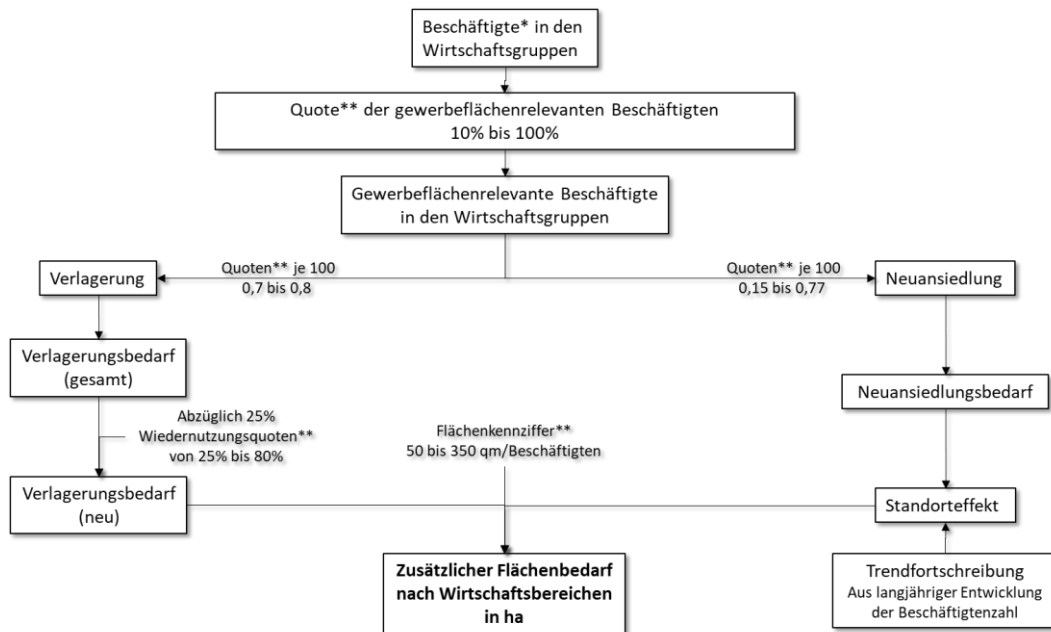 Beschäftigte* in den
Wirtschaftsgruppen
Quote** der gewerbeflächenrelevanten Beschäftigten
10% bis 100%
Gewerbeflächenrelevante Beschäftigte
in den Wirtschaftsgruppen
Verlagerung
Quoten** je 100
0,7 bis 0,8
Quoten** je 100
0,15 bis 0,77
Neuansiedlung
Verlagerungsbedarf
(gesamt)
Neuansiedlungsbedarf
Abzüglich 25%
Wiedernutzungsquoten**
von 25% bis 80%
Flächenkennziffer**
50 bis 350 qm/Beschäftigten
Verlagerungsbedarf
(neu)
Standorteffekt
Zusätzlicher Flächenbedarf
nach Wirtschaftsbereichen
in ha
Trendfortschreibung
Aus langjähriger Entwicklung
der Beschäftigtenzahl